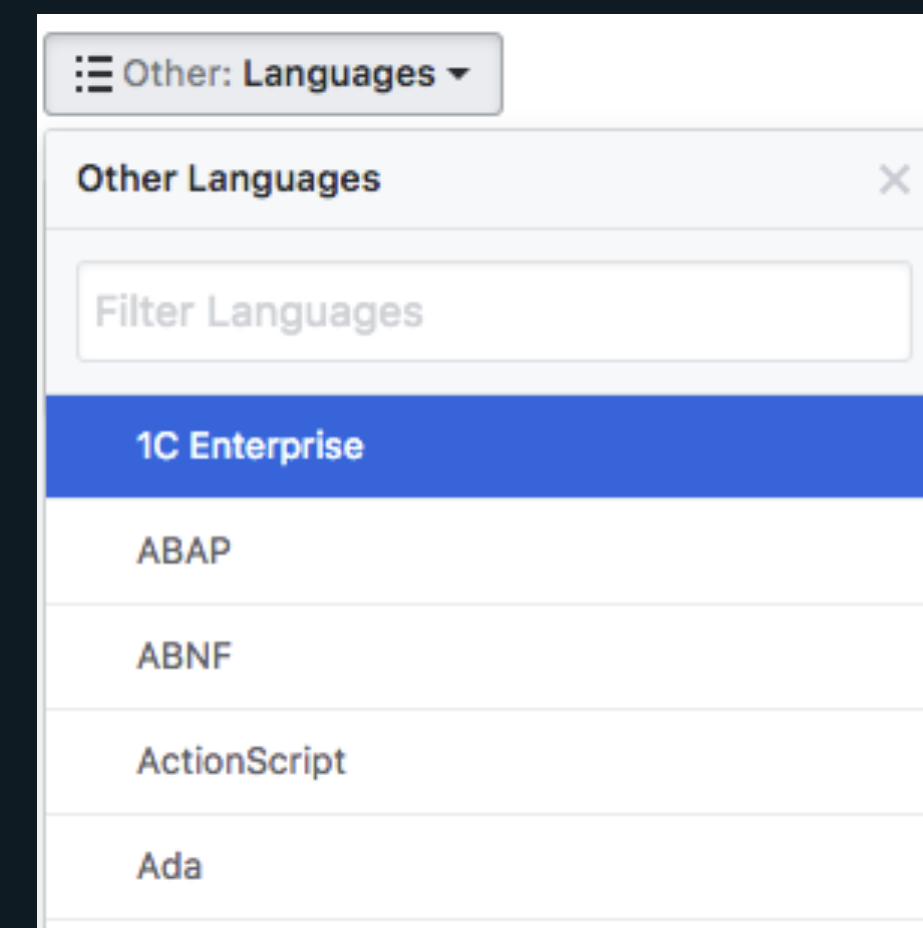 Other: Languages
Other Languages
Filter Languages
1C Enterprise
ABAP
ABNF
ActionScript
Ada